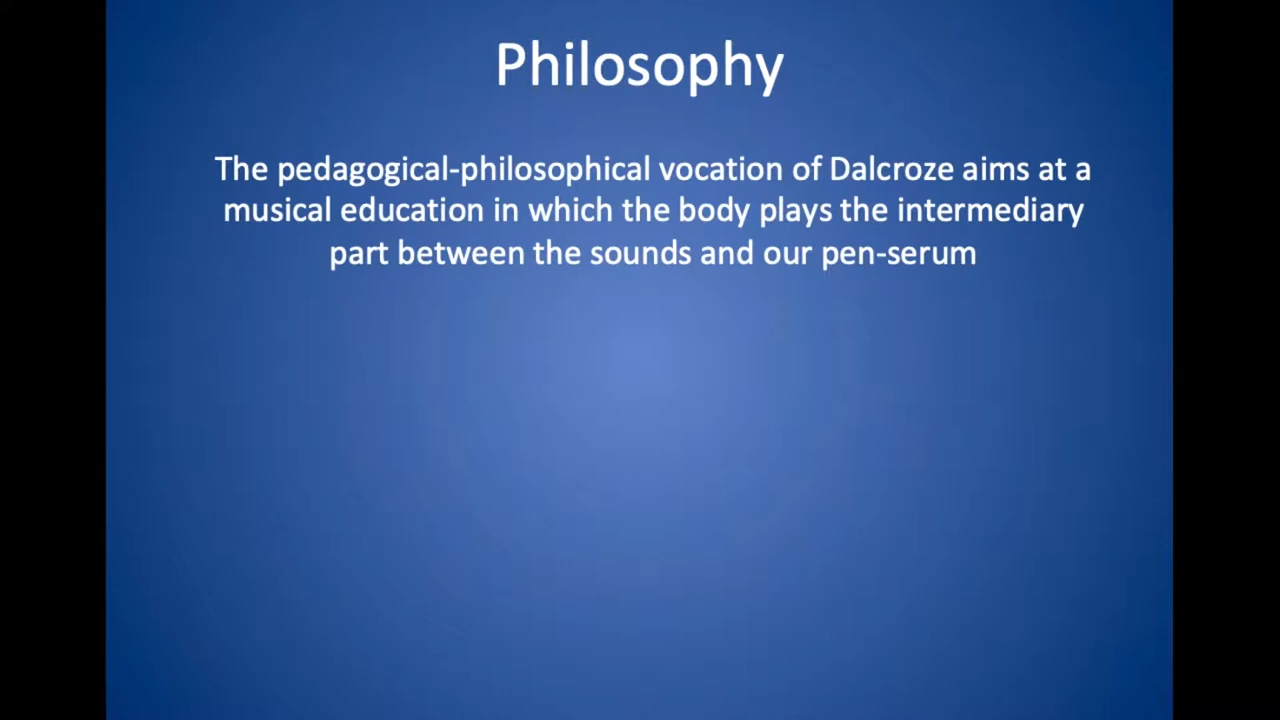 Philosophy
The pedagogical-philosophical vocation of Dalcroze aims at a
musical education in which the body plays the intermediary
part between the sounds and our pen-serum